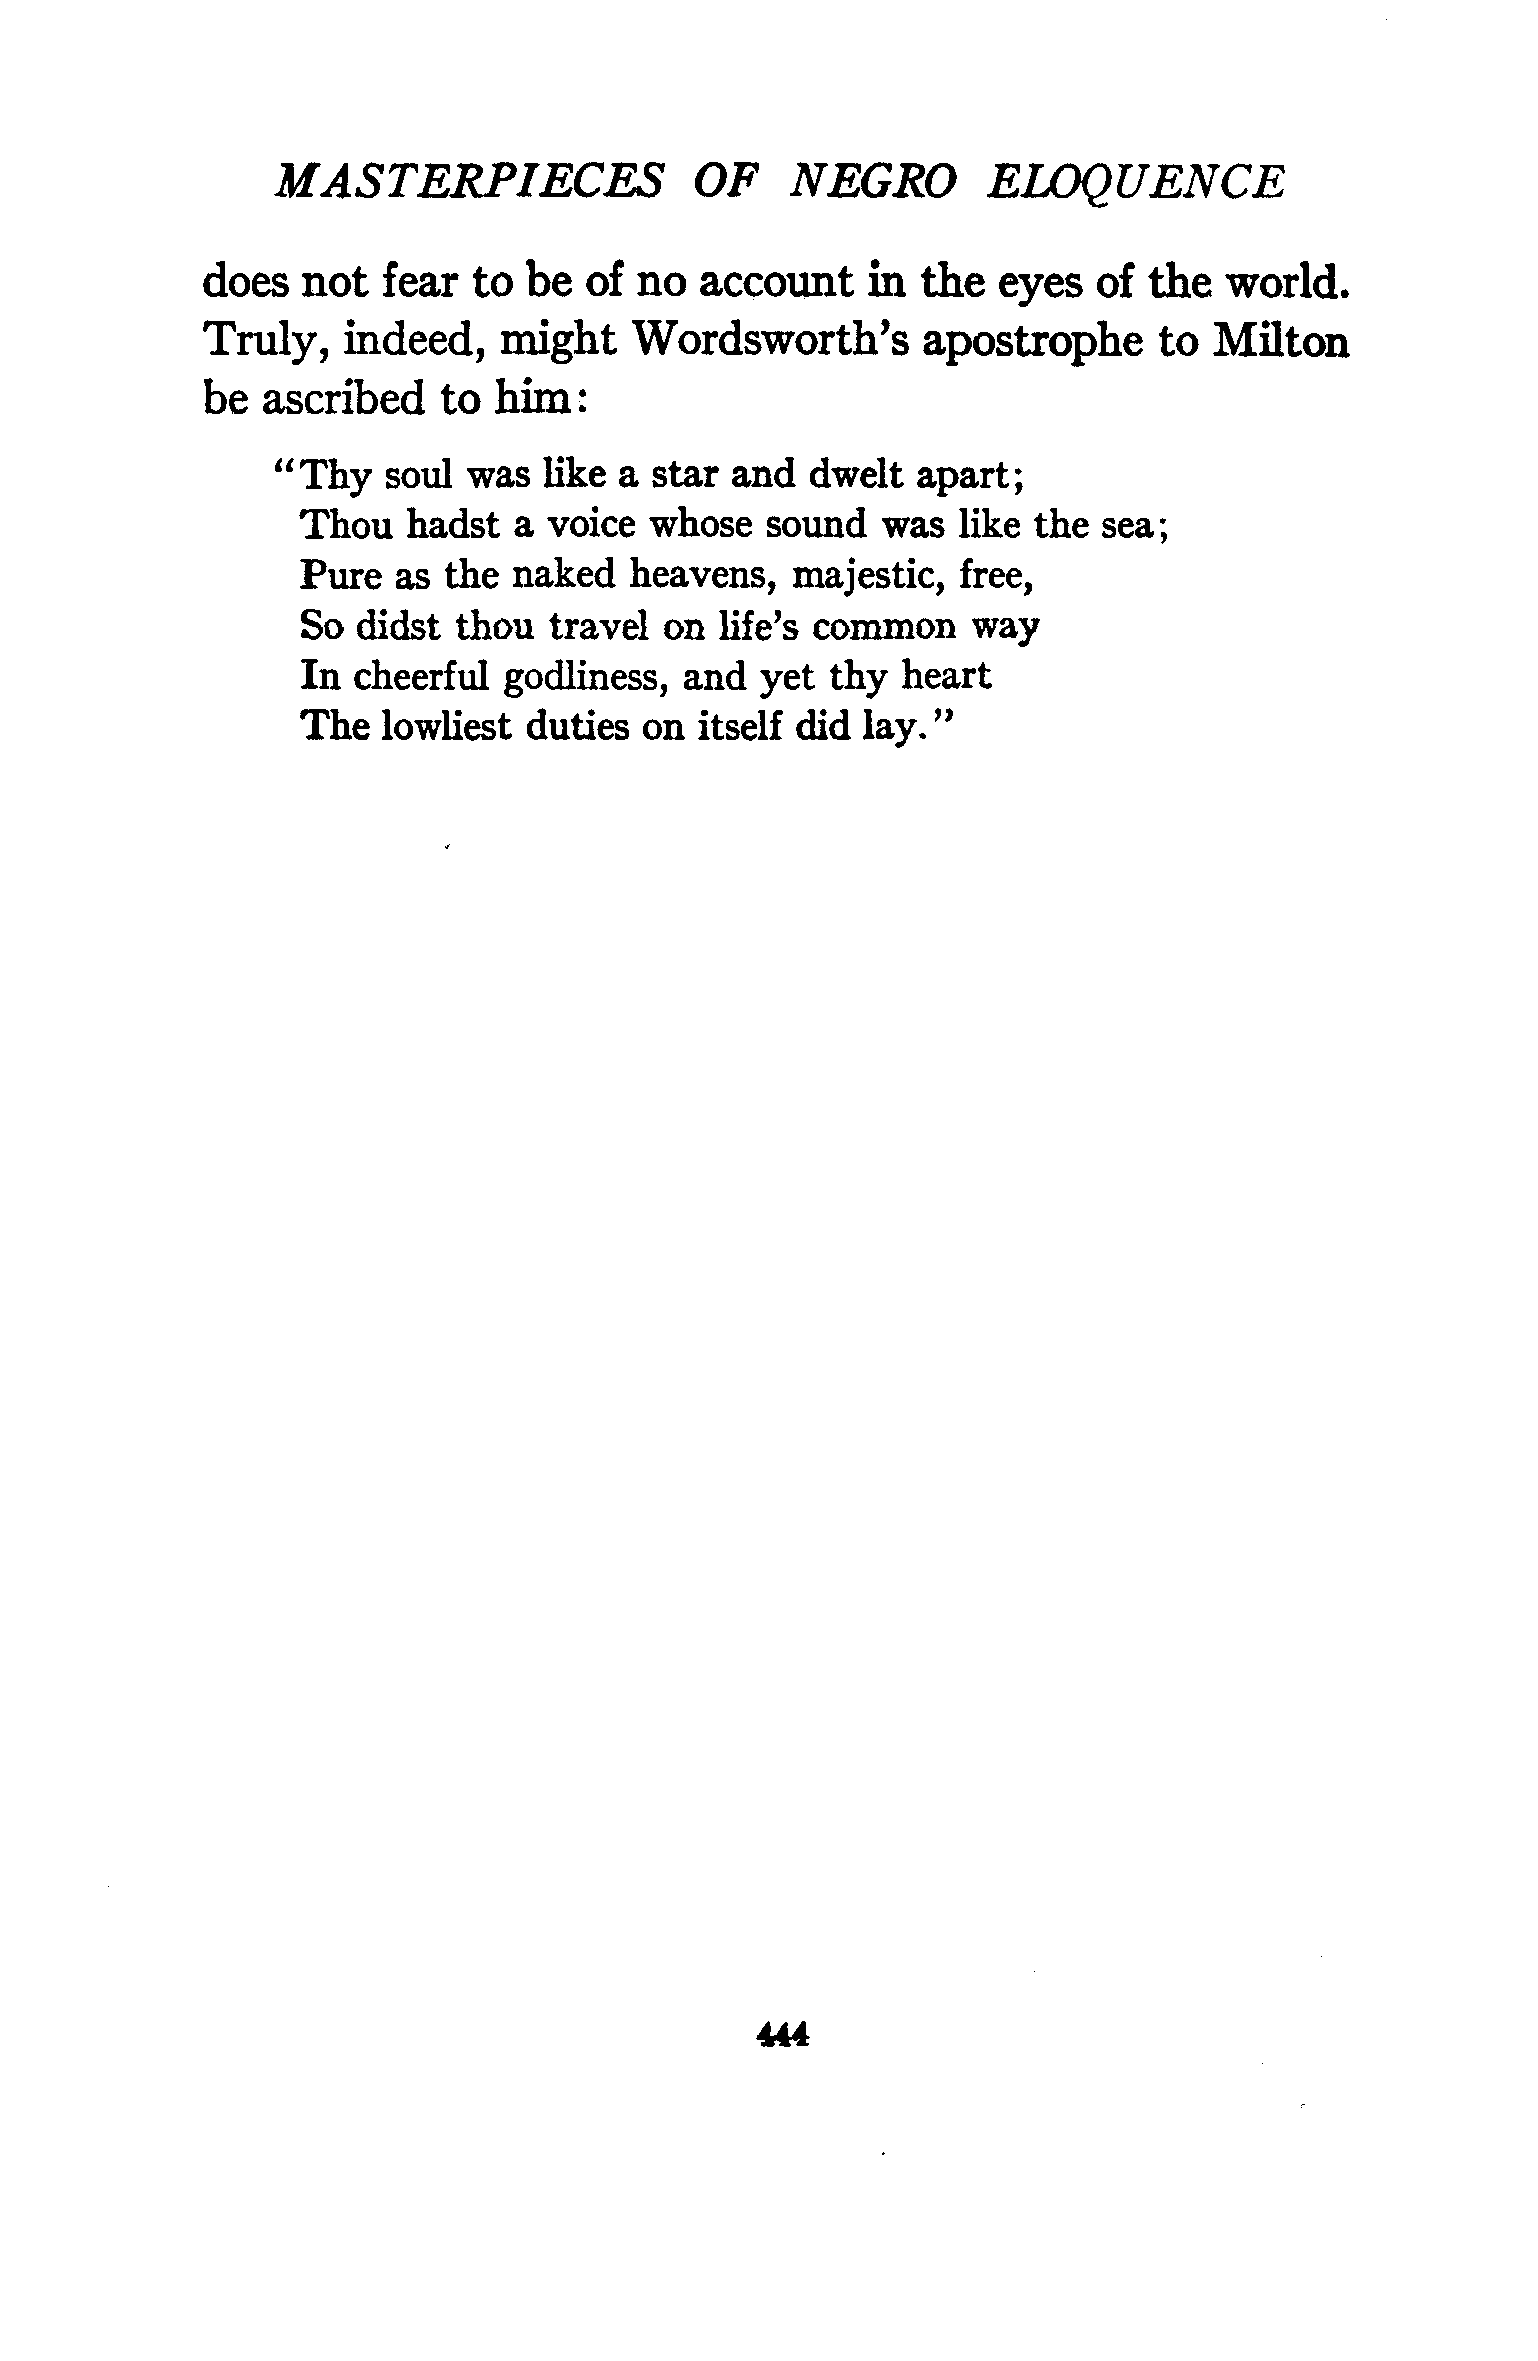 MASTERPIECES OF NEGRO ELOQUENCE
does not fear to be of no account in the eyes of the world.
Truly, indeed, might Wordsworth's apostrophe to Milton
be ascribed to him:
"Thy soul was like a star and dwelt apart;
Thou hadst a voice whose sound was like the sea;
Pure as the naked heavens, majestic, free,
So didst thou travel on life's common way
In cheerful godliness, and yet thy heart
The lowliest duties on itself did lay."
444